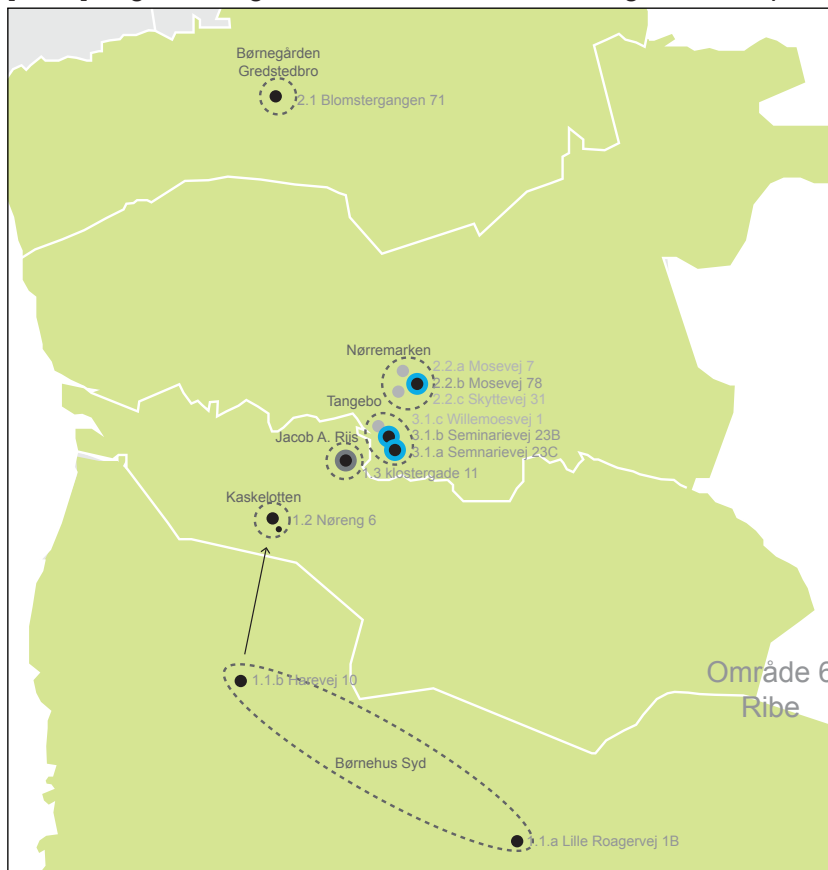 Børnegården
Gredstedbro
2.1 Blomstergangen 71
Nørremarken
2.2.a Mosevej 7
2.2.b Mosevej 78
2.2.c Skyttevej 31
Tangebo
3.1.c Willemoesvej 1
3.1.b Seminarievej 23B
3.1.a Semnarievej 23C
Jacob A. Rijs
1.3 klostergade 11
Kaskelotten
1.2 Nøreng 6
1.1.b Harevej 10
Område 6
Ribe
Børnehus Syd
1.1.a Lille Roagervej 1B